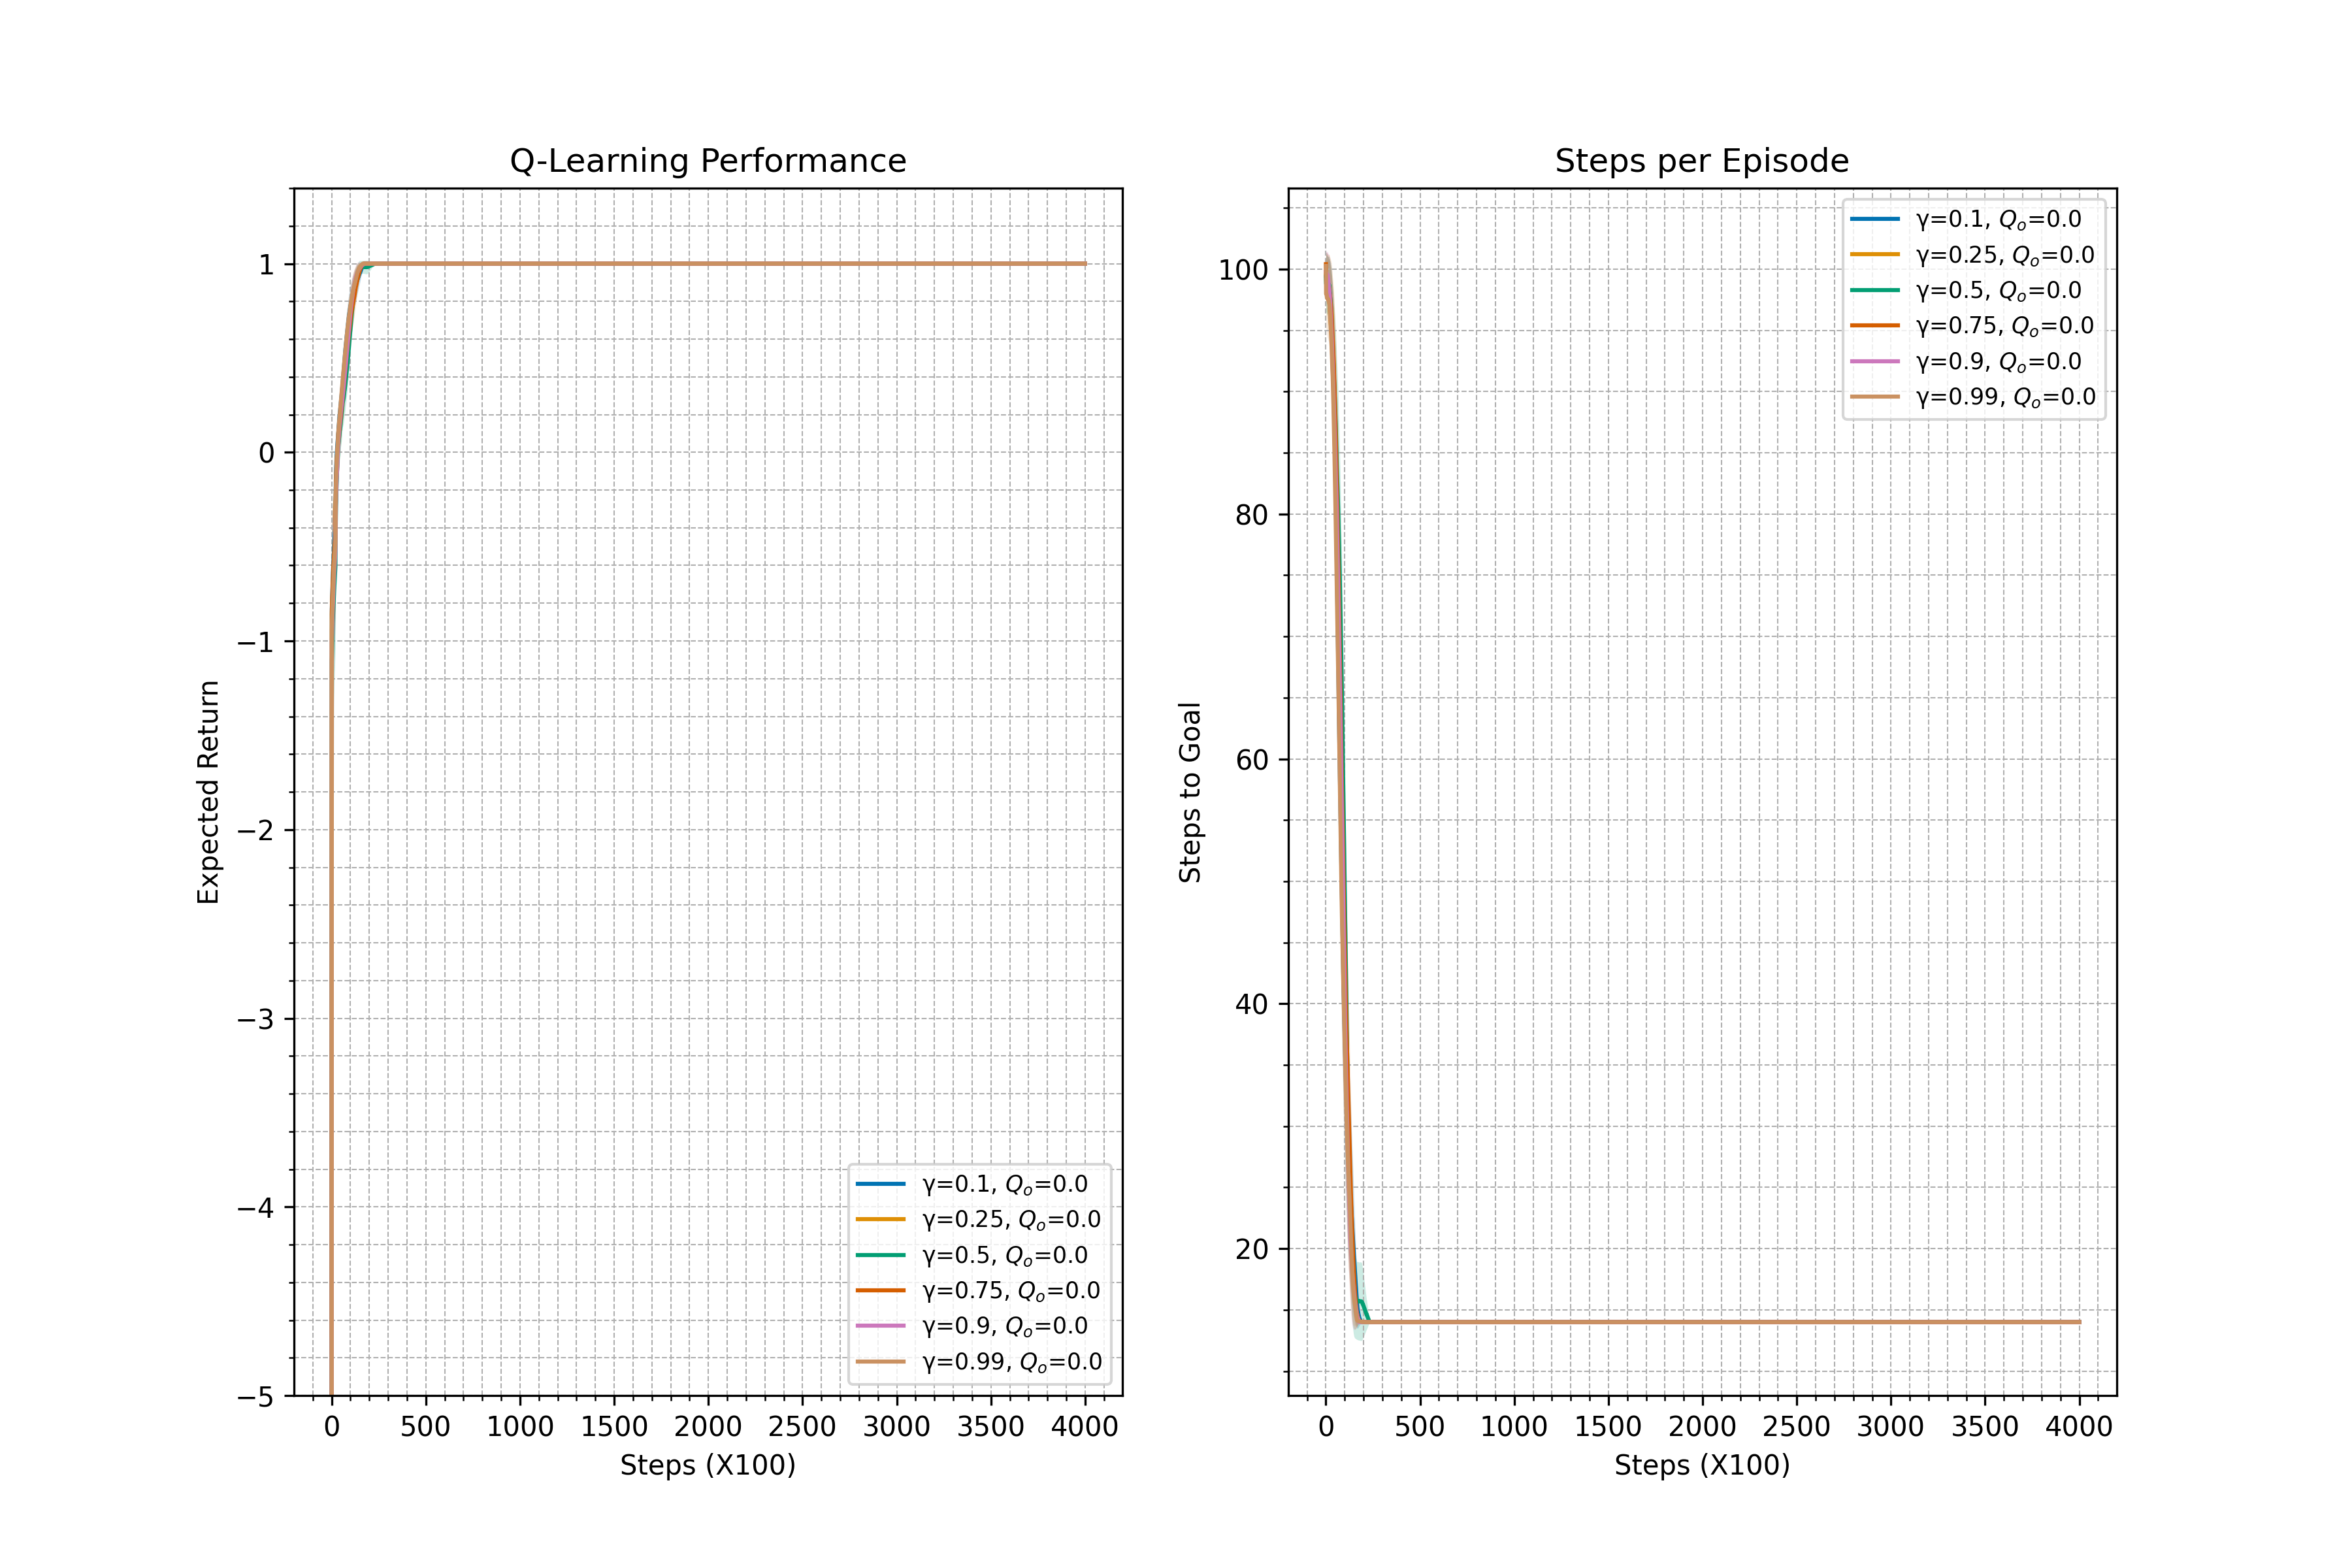 Q-Learning Performance
Expected Return
1
0
−1
−2
−3
−4
−5
0 500 1000 1500 2000 2500 3000 3500 4000
Steps (X100)
γ=0.1, Qₒ=0.0
γ=0.25, Qₒ=0.0
γ=0.5, Qₒ=0.0
γ=0.75, Qₒ=0.0
γ=0.9, Qₒ=0.0
γ=0.99, Qₒ=0.0
Steps per Episode
Steps to Goal
100
80
60
40
20
0 500 1000 1500 2000 2500 3000 3500 4000
Steps (X100)
γ=0.1, Qₒ=0.0
γ=0.25, Qₒ=0.0
γ=0.5, Qₒ=0.0
γ=0.75, Qₒ=0.0
γ=0.9, Qₒ=0.0
γ=0.99, Qₒ=0.0